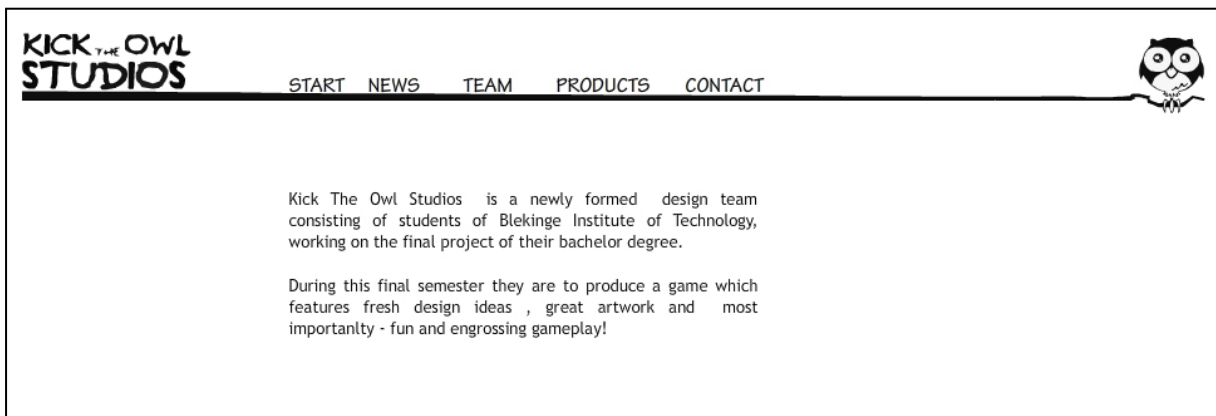 KICK THE OWL
STUDIOS
START NEWS TEAM PRODUCTS CONTACT
Kick The Owl Studios is a newly formed design team
consisting of students of Blekinge Institute of Technology,
working on the final project of their bachelor degree.
During this final semester they are to produce a game which
features fresh design ideas , great artwork and most
importanlty - fun and engrossing gameplay!